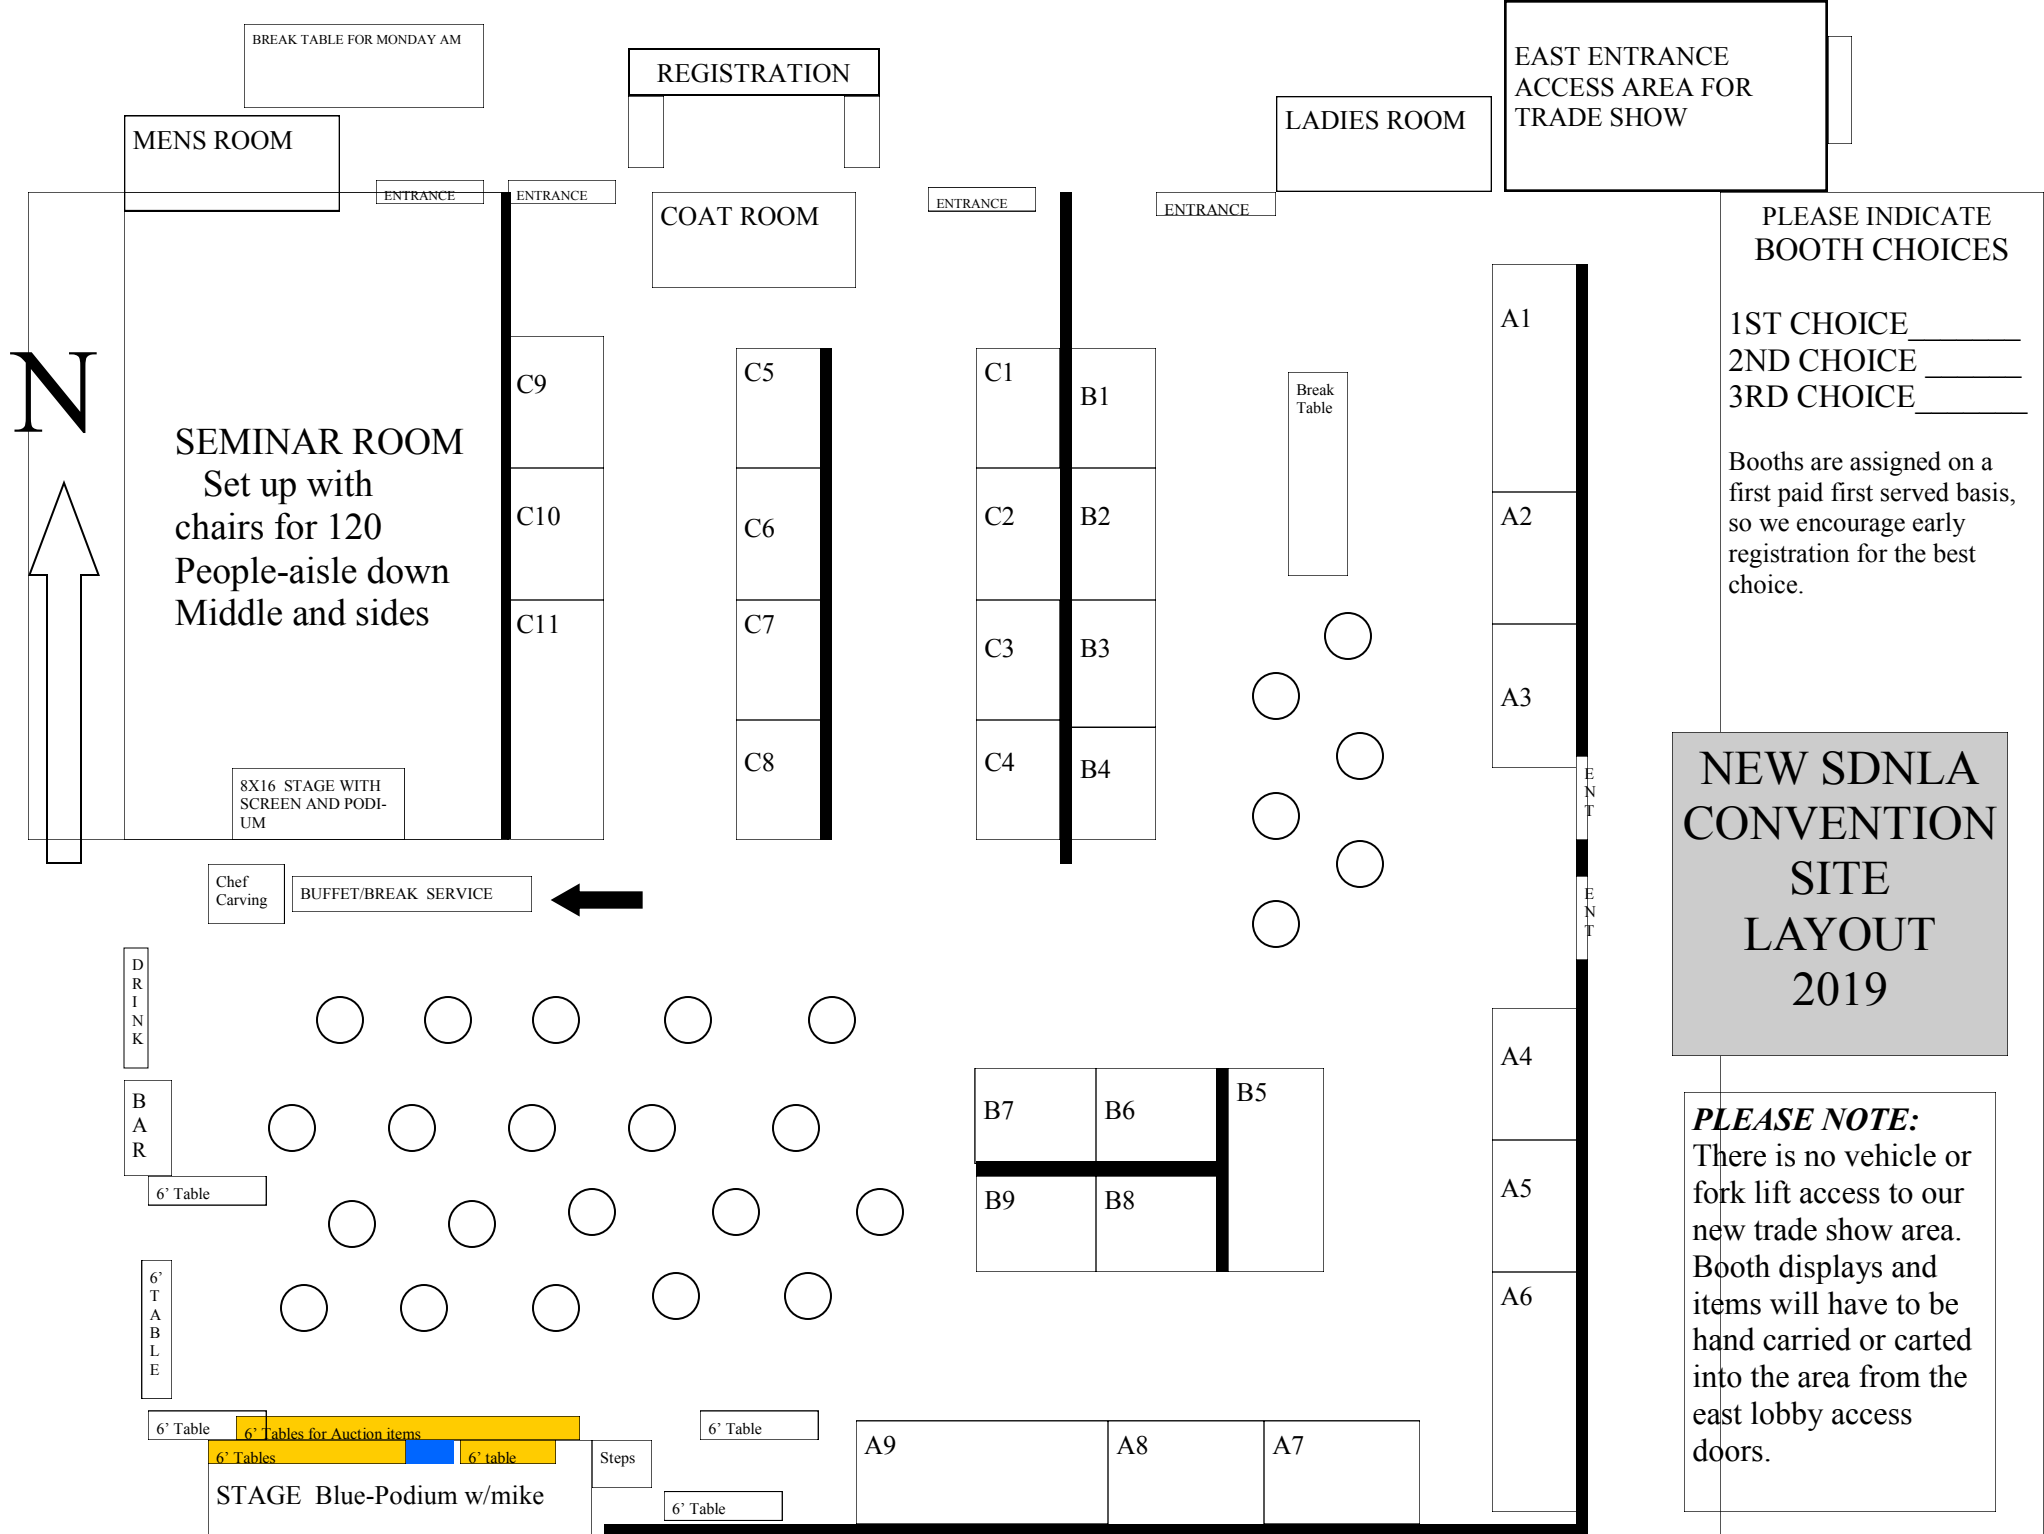 BREAK TABLE FOR MONDAY AM
REGISTRATION
EAST ENTRANCE
ACCESS AREA FOR
TRADE SHOW
LADIES ROOM
MENS ROOM
ENTRANCE
ENTRANCE
ENTRANCE
ENTRANCE
COAT ROOM
PLEASE INDICATE
BOOTH CHOICES
1ST CHOICE_______
2ND CHOICE ______
3RD CHOICE_______
Booths are assigned on a
first paid first served basis,
so we encourage early
registration for the best
choice.
N
SEMINAR ROOM
Set up with
chairs for 120
People-aisle down
Middle and sides
8X16 STAGE WITH
SCREEN AND PODI-
UM
C9
C10
C11
C5
C6
C7
C8
C1
C2
C3
C4
B1
B2
B3
B4
Break
Table
A1
A2
A3
ENT
ENT
NEW SDNLA
CONVENTION
SITE
LAYOUT
2019
Chef
Carving
BUFFET/BREAK SERVICE
DRINK
BAR
6' Table
6' TABLE
B7
B6
B5
B9
B8
A4
A5
A6
PLEASE NOTE:
There is no vehicle or
fork lift access to our
new trade show area.
Booth displays and
items will have to be
hand carried or carted
into the area from the
east lobby access
doors.
6' Table
6' Tables for Auction items
6' Tables
6' table
Steps
STAGE Blue-Podium w/mike
6' Table
6' Table
A9
A8
A7